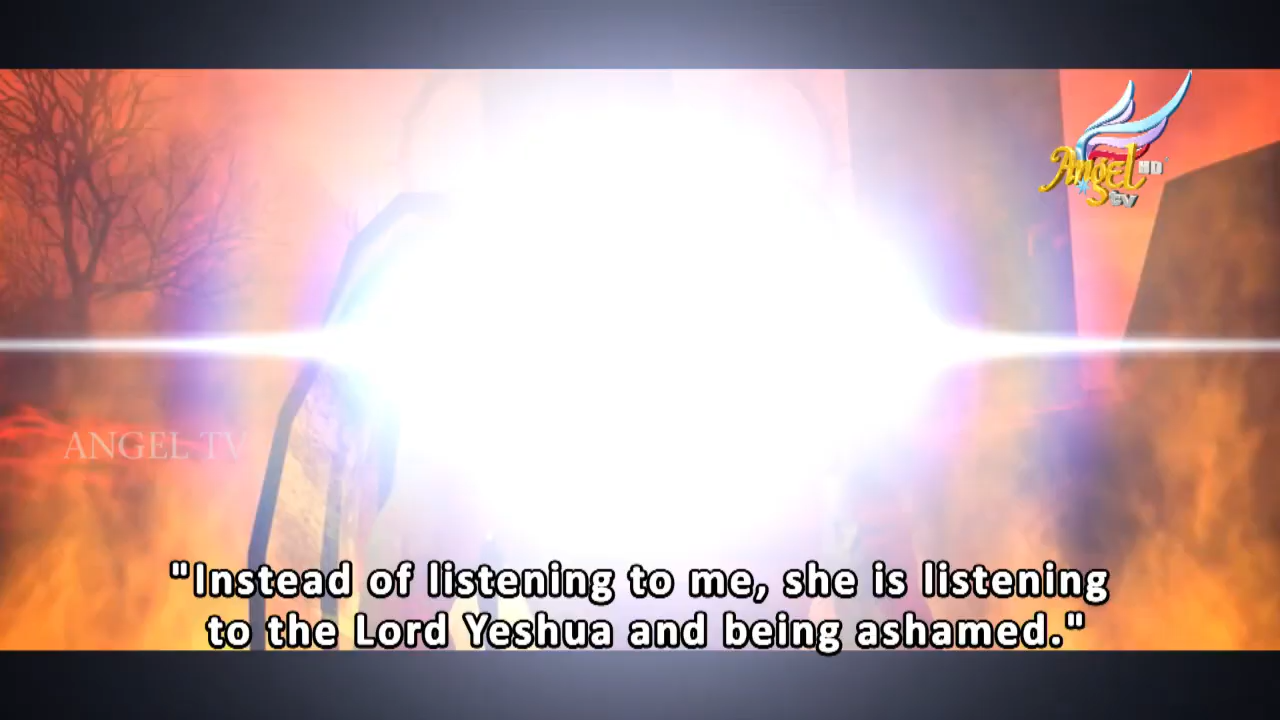 Angel HD
tv
ANGEL TV
"Instead of listening to me, she is listening
to the Lord Yeshua and being ashamed."